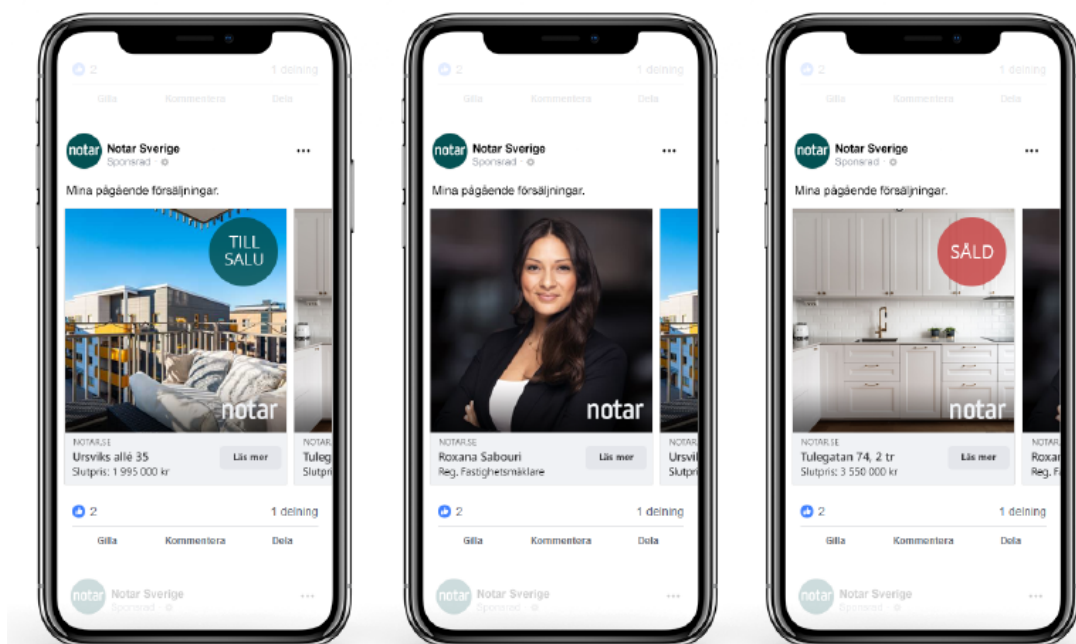 2
1 delning
Gilla Kommentera Dela
notar
Notar Sverige
Sponsrad
Mina pågående försäljningar.
TILL
SALU
notar
NOTAR.SE
Ursviks allé 35
Slutpris: 1 995 000 kr
Läs mer
NOTAR.
Tuleg
Slutpri
2
1 delning
Gilla Kommentera Dela
notar
Notar Sverige
Sponsrad
2
1 delning
Gilla Kommentera Dela
notar
Notar Sverige
Sponsrad
Mina pågående försäljningar.
notar
NOTAR.SE
Roxana Sabouri
Reg. Fastighetsmäklare
Läs mer
NOTAR.
Ursvil
Slutpri
2
1 delning
Gilla Kommentera Dela
notar
Notar Sverige
Sponsrad
2
1 delning
Gilla Kommentera Dela
notar
Notar Sverige
Sponsrad
Mina pågående försäljningar.
SÅLD
notar
NOTAR.SE
Tulegatan 74, 2 tr
Slutpris: 3 550 000 kr
Läs mer
NOTAR.
Roxar
Reg. F
2
1 delning
Gilla Kommentera Dela
notar
Notar Sverige
Sponsrad